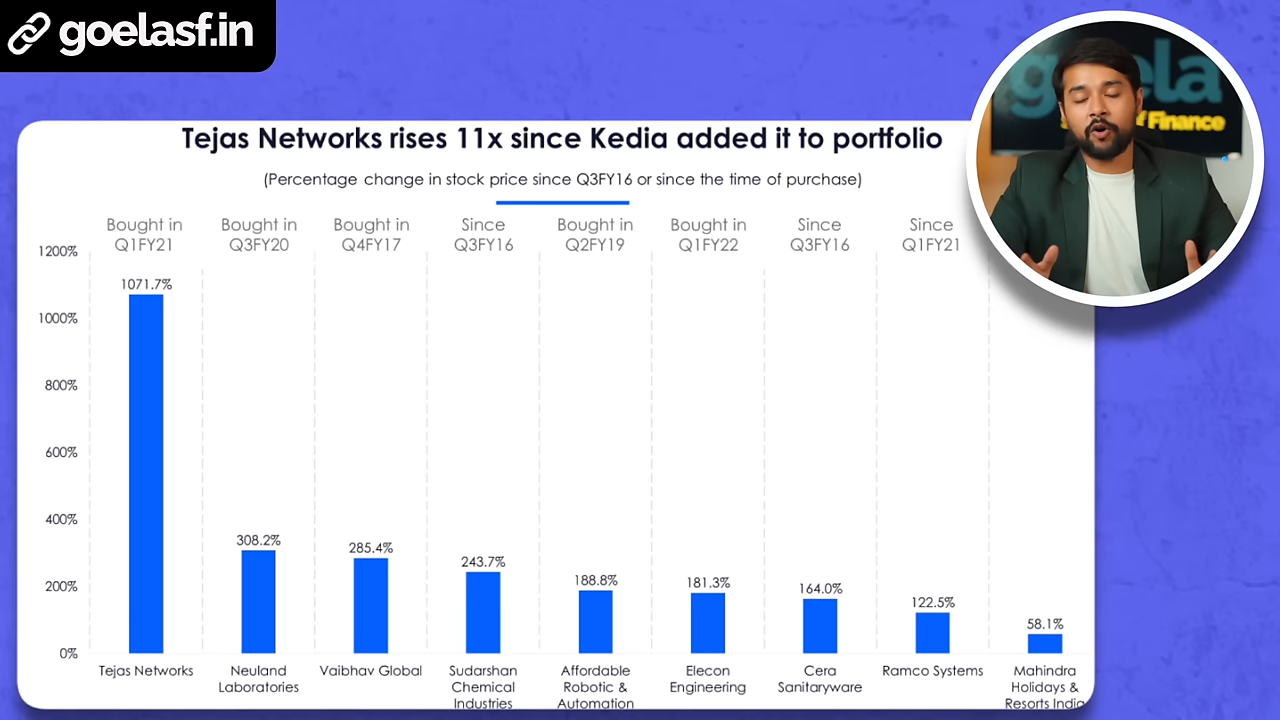 goelasf.in
Tejas Networks rises 11x since Kedia added it to portfolio
(Percentage change in stock price since Q3FY16 or since the time of purchase)
Bought in
Q1FY21
Bought in
Q3FY20
Bought in
Q4FY17
Since
Q3FY16
Bought in
Q2FY19
Bought in
Q1FY22
Since
Q3FY16
Since
Q1FY21
1200%
1000%
800%
600%
400%
200%
0%
1071.7%
308.2%
285.4%
243.7%
188.8%
181.3%
164.0%
122.5%
58.1%
Tejas Networks
Neuland
Laboratories
Vaibhav Global
Sudarshan
Chemical
Industries
Affordable
Robotic &
Automation
Elecon
Engineering
Cera
Sanitaryware
Ramco Systems
Mahindra
Holidays &
Resorts India
of Finance